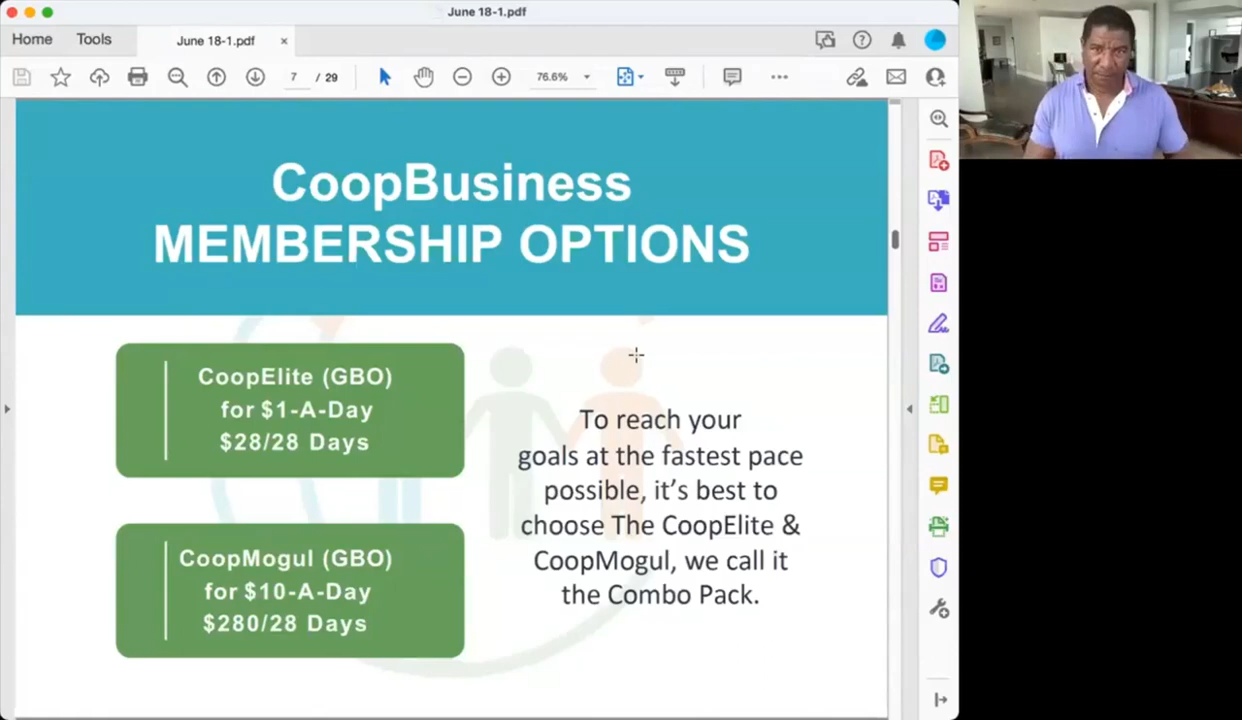 June 18-1.pdf
Home
Tools
June 18-1.pdf
7 / 29
76.6%
CoopBusiness
MEMBERSHIP OPTIONS
CoopElite (GBO)
for $1-A-Day
$28/28 Days
CoopMogul (GBO)
for $10-A-Day
$280/28 Days
To reach your
goals at the fastest pace
possible, it’s best to
choose The CoopElite &
CoopMogul, we call it
the Combo Pack.